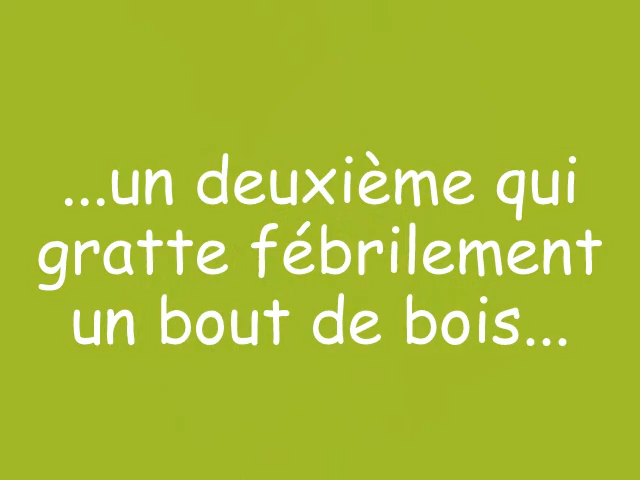 ...un deuxième qui
gratte fébrilement
un bout de bois...